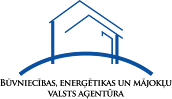 BŪVNIECĪBAS, ENERĢĒTIKAS UN MĀJOKĻU
VALSTS AĢENTŪRA